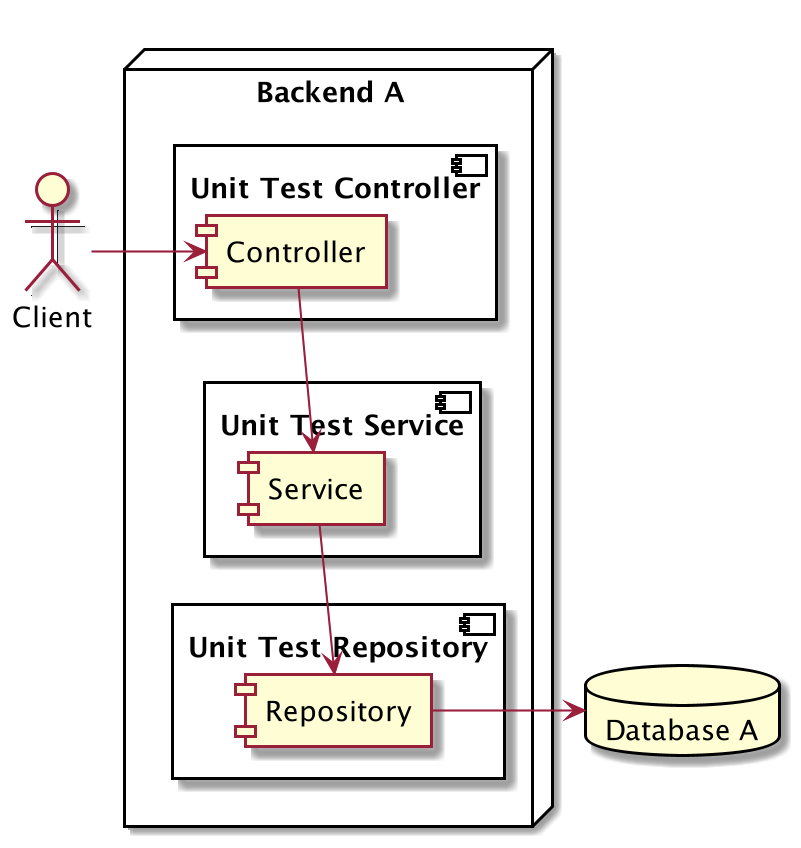 Backend A
Unit Test Controller
Controller
Client
Unit Test Service
Service
Unit Test Repository
Repository
Database A